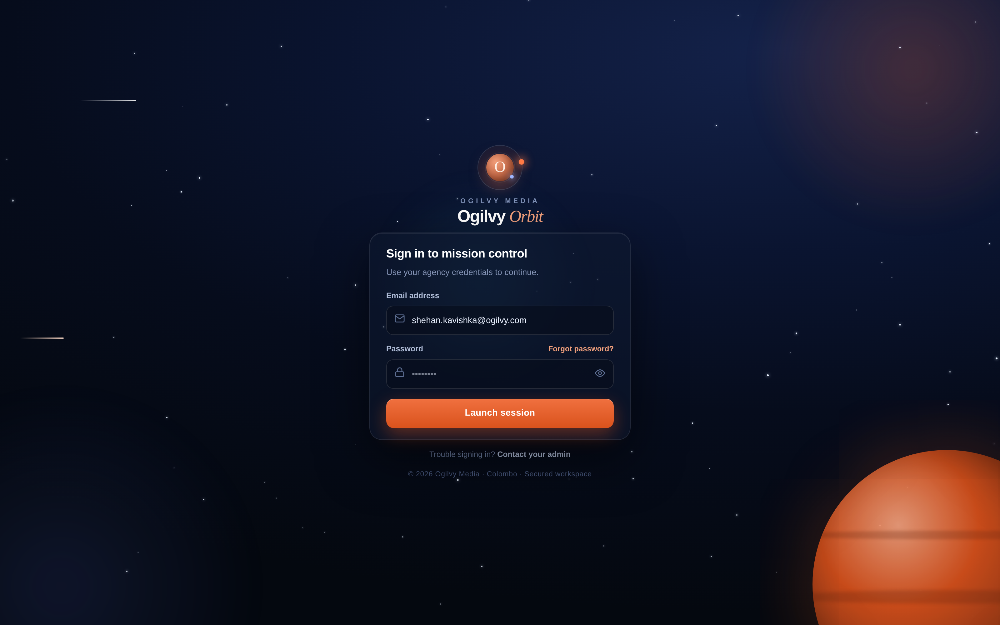 O
OGILVY MEDIA
Ogilvy Orbit
Sign in to mission control
Use your agency credentials to continue.
Email address
shehan.kavishka@ogilvy.com
Password Forgot password?
••••••••
Launch session
Trouble signing in? Contact your admin
© 2026 Ogilvy Media · Colombo · Secured workspace